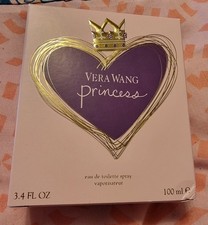 VERA WANG
princess
eau de toilette spray
vaporisateur
3.4 FL OZ
100 ml e